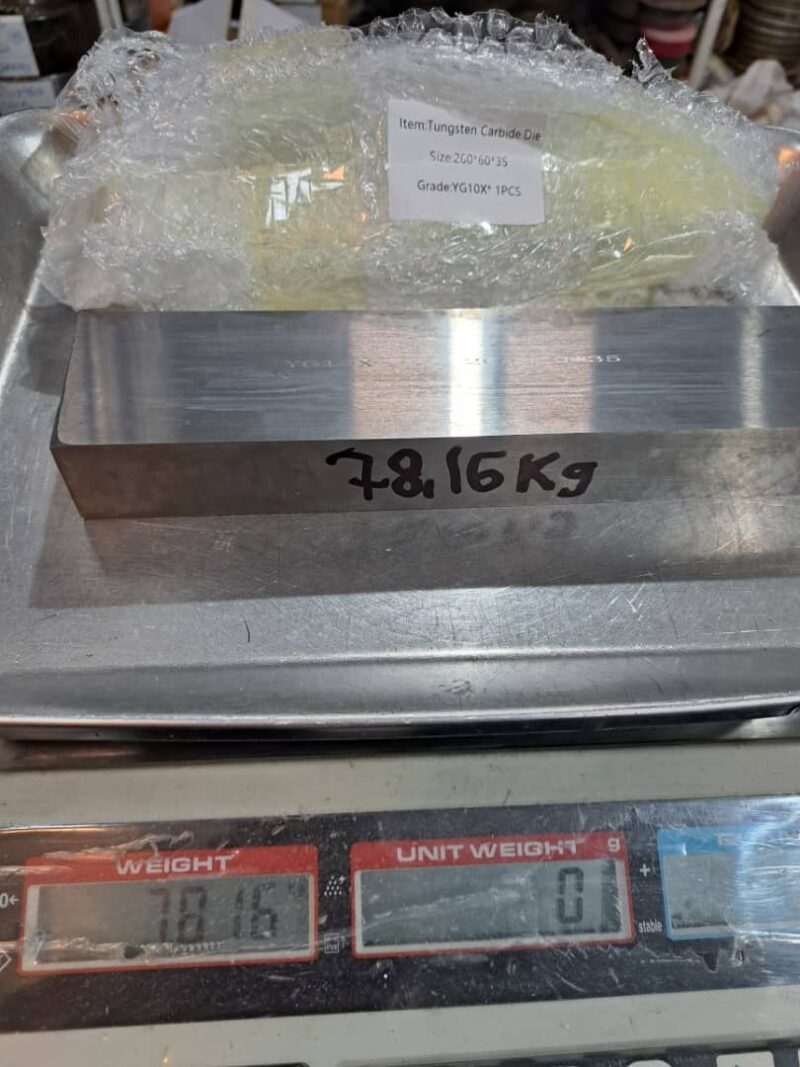 Item:Tungsten Carbide Die
Size:260*60*35
Grade:YG10X* 1PCS
78,16Kg
WEIGHT
UNIT WEIGHT g
7816
0
stable